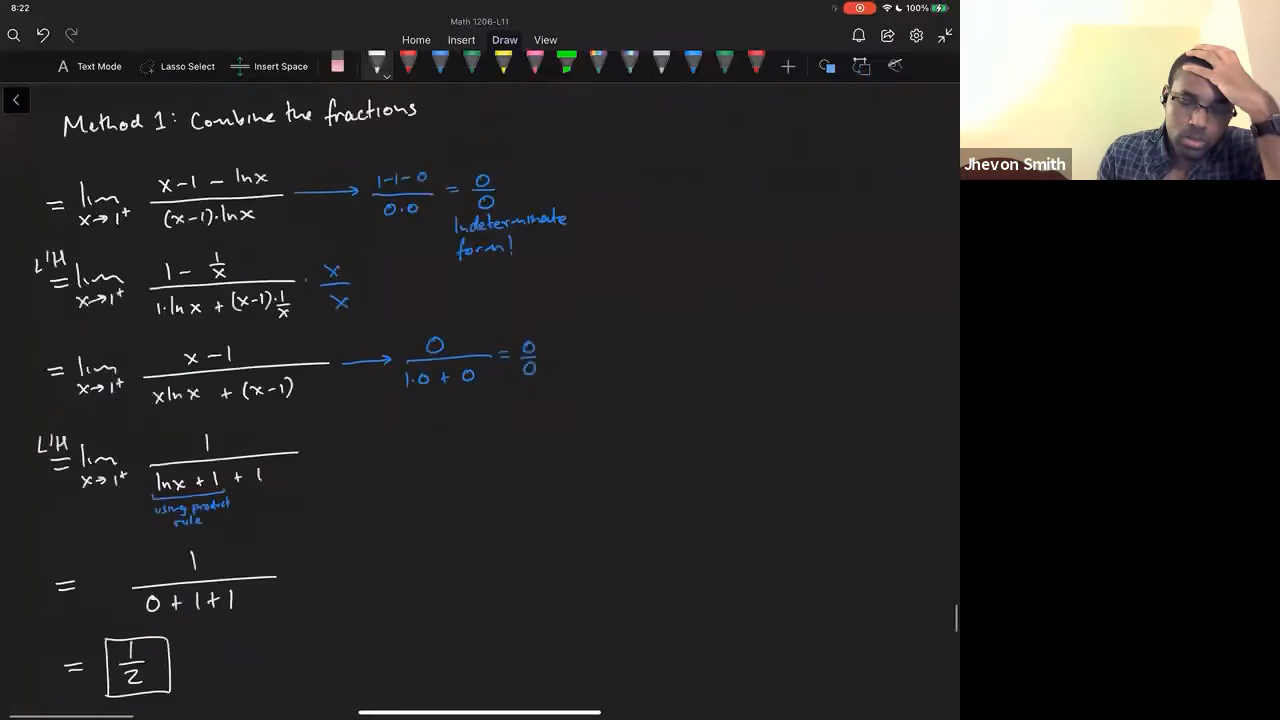 8:22
100%
Math 1206-L11
Home Insert Draw View
Text Mode Lasso Select Insert Space
Method 1: Combine the fractions
= lim x→1⁺ (x-1 - lnx)/((x-1)·lnx) → (1-1-0)/(0·0) = 0/0
Indeterminate
form!
L'H = lim x→1⁺ (1 - 1/x)/(1·ln x + (x-1)·1/x) · x/x
= lim x→1⁺ (x-1)/(xlnx + (x-1)) → 0/(1·0 + 0) = 0/0
L'H = lim x→1⁺ 1/(lnx + 1 + 1)
using product
rule
= 1/(0 + 1 + 1)
= 1/2
Jhevon Smith